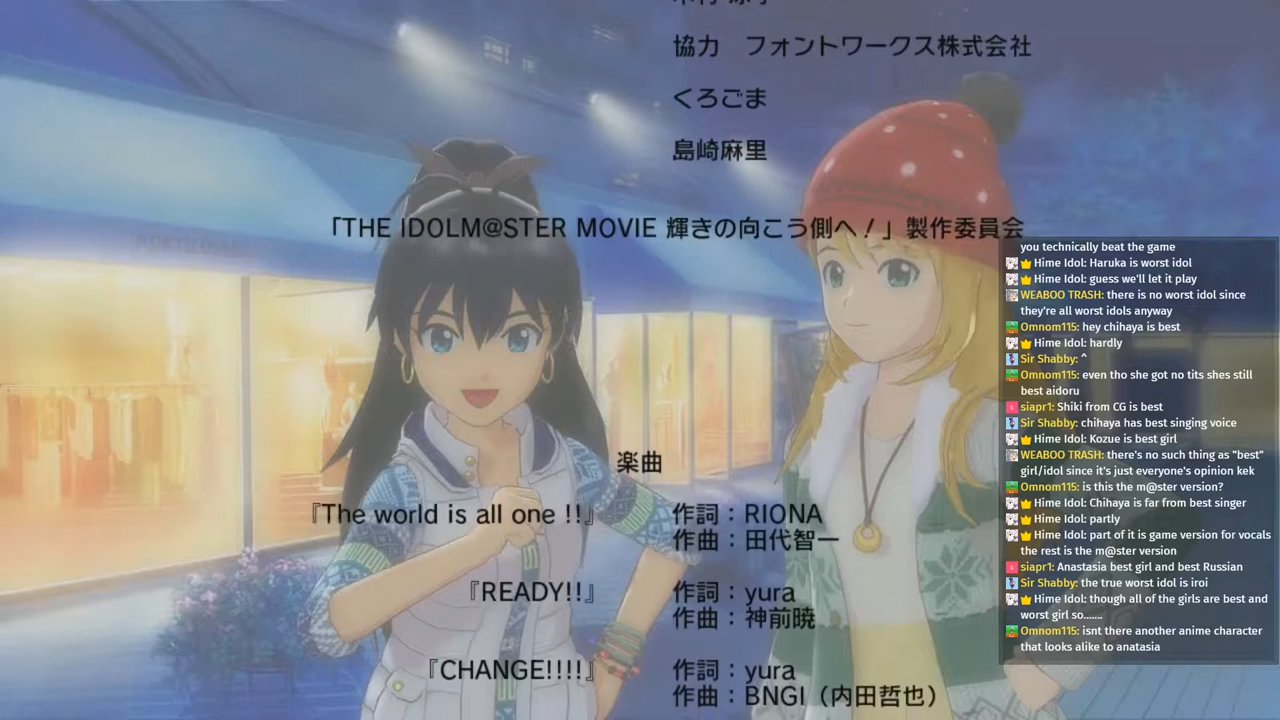 協力　フォントワークス株式会社
くろごま
島崎麻里
「THE IDOLM@STER MOVIE 輝きの向こう側へ！」製作委員会
楽曲
『The world is all one !!』 作詞：RIONA
作曲：田代智一
『READY!!』 作詞：yura
作曲：神前暁
『CHANGE!!!!』 作詞：yura
作曲：BNGI（内田哲也）
you technically beat the game
Hime Idol: Haruka is worst idol
Hime Idol: guess we'll let it play
WEABOO TRASH: there is no worst idol since
they're all worst idols anyway
Omnom115: hey chihaya is best
Hime Idol: hardly
Sir Shabby: ^
Omnom115: even tho she got no tits shes still
best aidoru
siapr1: Shiki from CG is best
Sir Shabby: chihaya has best singing voice
Hime Idol: Kozue is best girl
WEABOO TRASH: there's no such thing as "best"
girl/idol since it's just everyone's opinion kek
Omnom115: is this the m@ster version?
Hime Idol: Chihaya is far from best singer
Hime Idol: partly
Hime Idol: part of it is game version for vocals
the rest is the m@ster version
siapr1: Anastasia best girl and best Russian
Sir Shabby: the true worst idol is iroi
Hime Idol: though all of the girls are best and
worst girl so.......
Omnom115: isnt there another anime character
that looks alike to anatasia